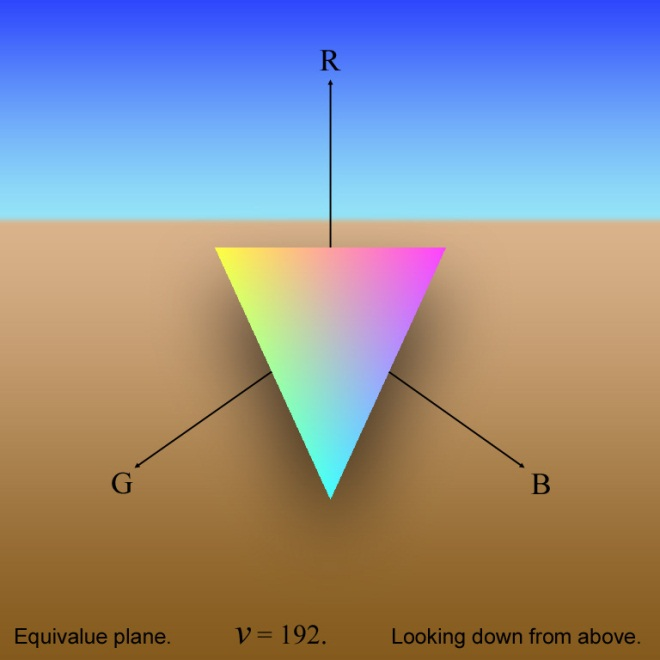 R
G
B
Equivalue plane. v = 192. Looking down from above.